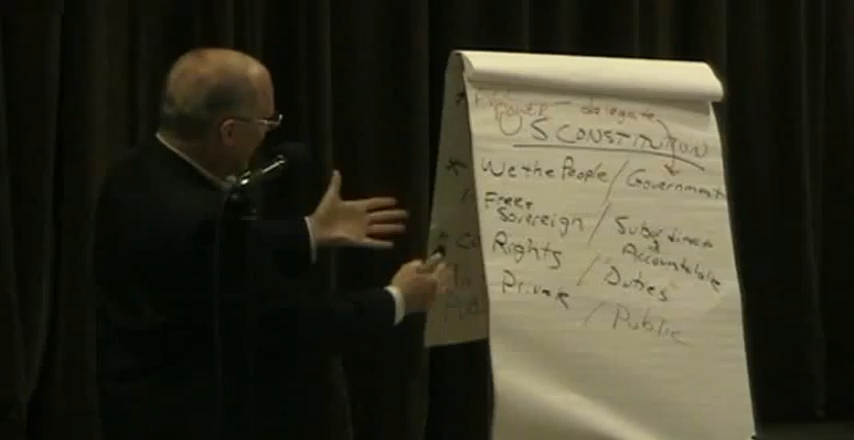 delegate
US CONSTITUTION
We the People / Government
Free + Sovereign / Subordinate & Accountable
Rights / Duties
Private / Public